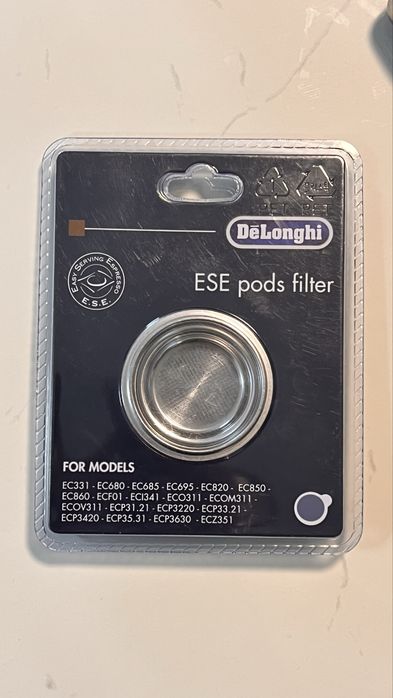 DeLonghi
ESE pods filter
EASY SERVING ESPRESSO
E.S.E.
FOR MODELS
EC331 - EC680 - EC685 - EC695 - EC820 - EC850 -
EC860 - ECF01 - ECI341 - ECO311 - ECOM311 -
ECOV311 - ECP31.21 - ECP3220 - ECP33.21 -
ECP3420 - ECP35.31 - ECP3630 - ECZ351